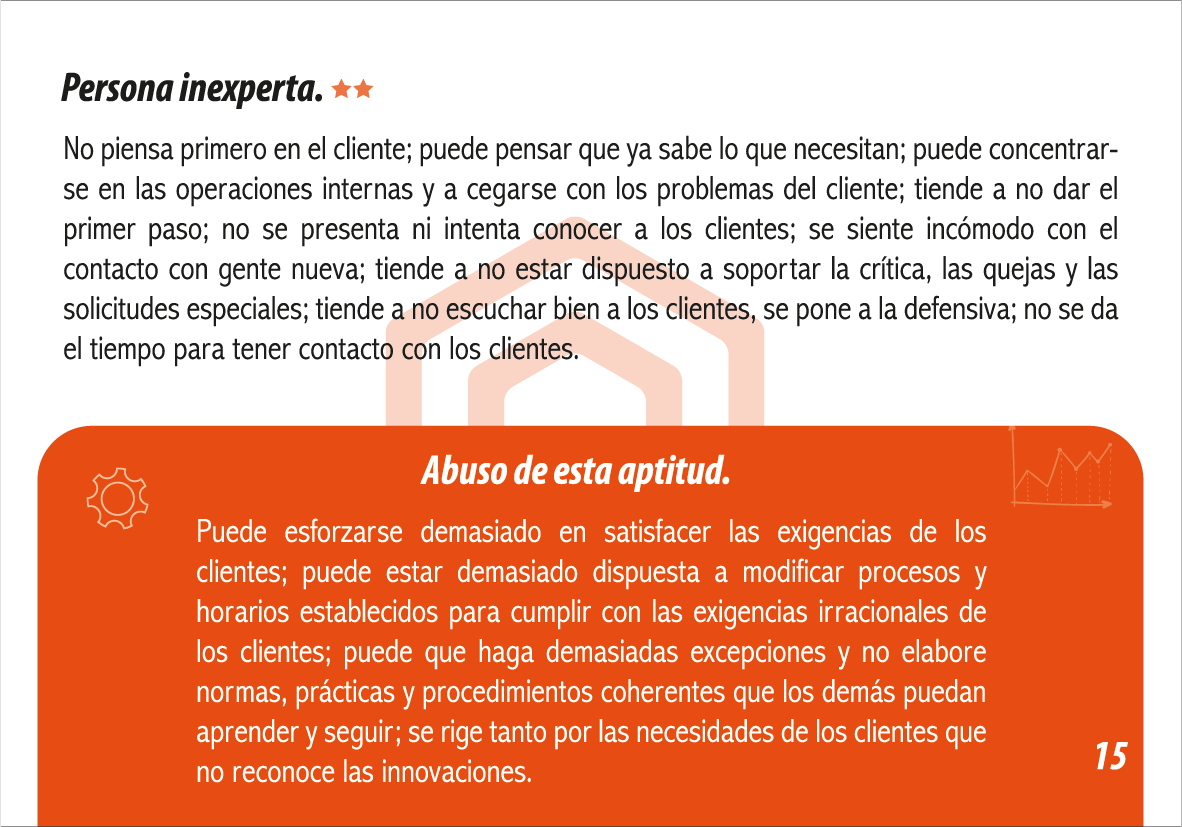 Persona inexperta.
No piensa primero en el cliente; puede pensar que ya sabe lo que necesitan; puede concentrar-
se en las operaciones internas y a cegarse con los problemas del cliente; tiende a no dar el
primer paso; no se presenta ni intenta conocer a los clientes; se siente incómodo con el
contacto con gente nueva; tiende a no estar dispuesto a soportar la crítica, las quejas y las
solicitudes especiales; tiende a no escuchar bien a los clientes, se pone a la defensiva; no se da
el tiempo para tener contacto con los clientes.
Abuso de esta aptitud.
Puede esforzarse demasiado en satisfacer las exigencias de los
clientes; puede estar demasiado dispuesta a modificar procesos y
horarios establecidos para cumplir con las exigencias irracionales de
los clientes; puede que haga demasiadas excepciones y no elabore
normas, prácticas y procedimientos coherentes que los demás puedan
aprender y seguir; se rige tanto por las necesidades de los clientes que
no reconoce las innovaciones.
15